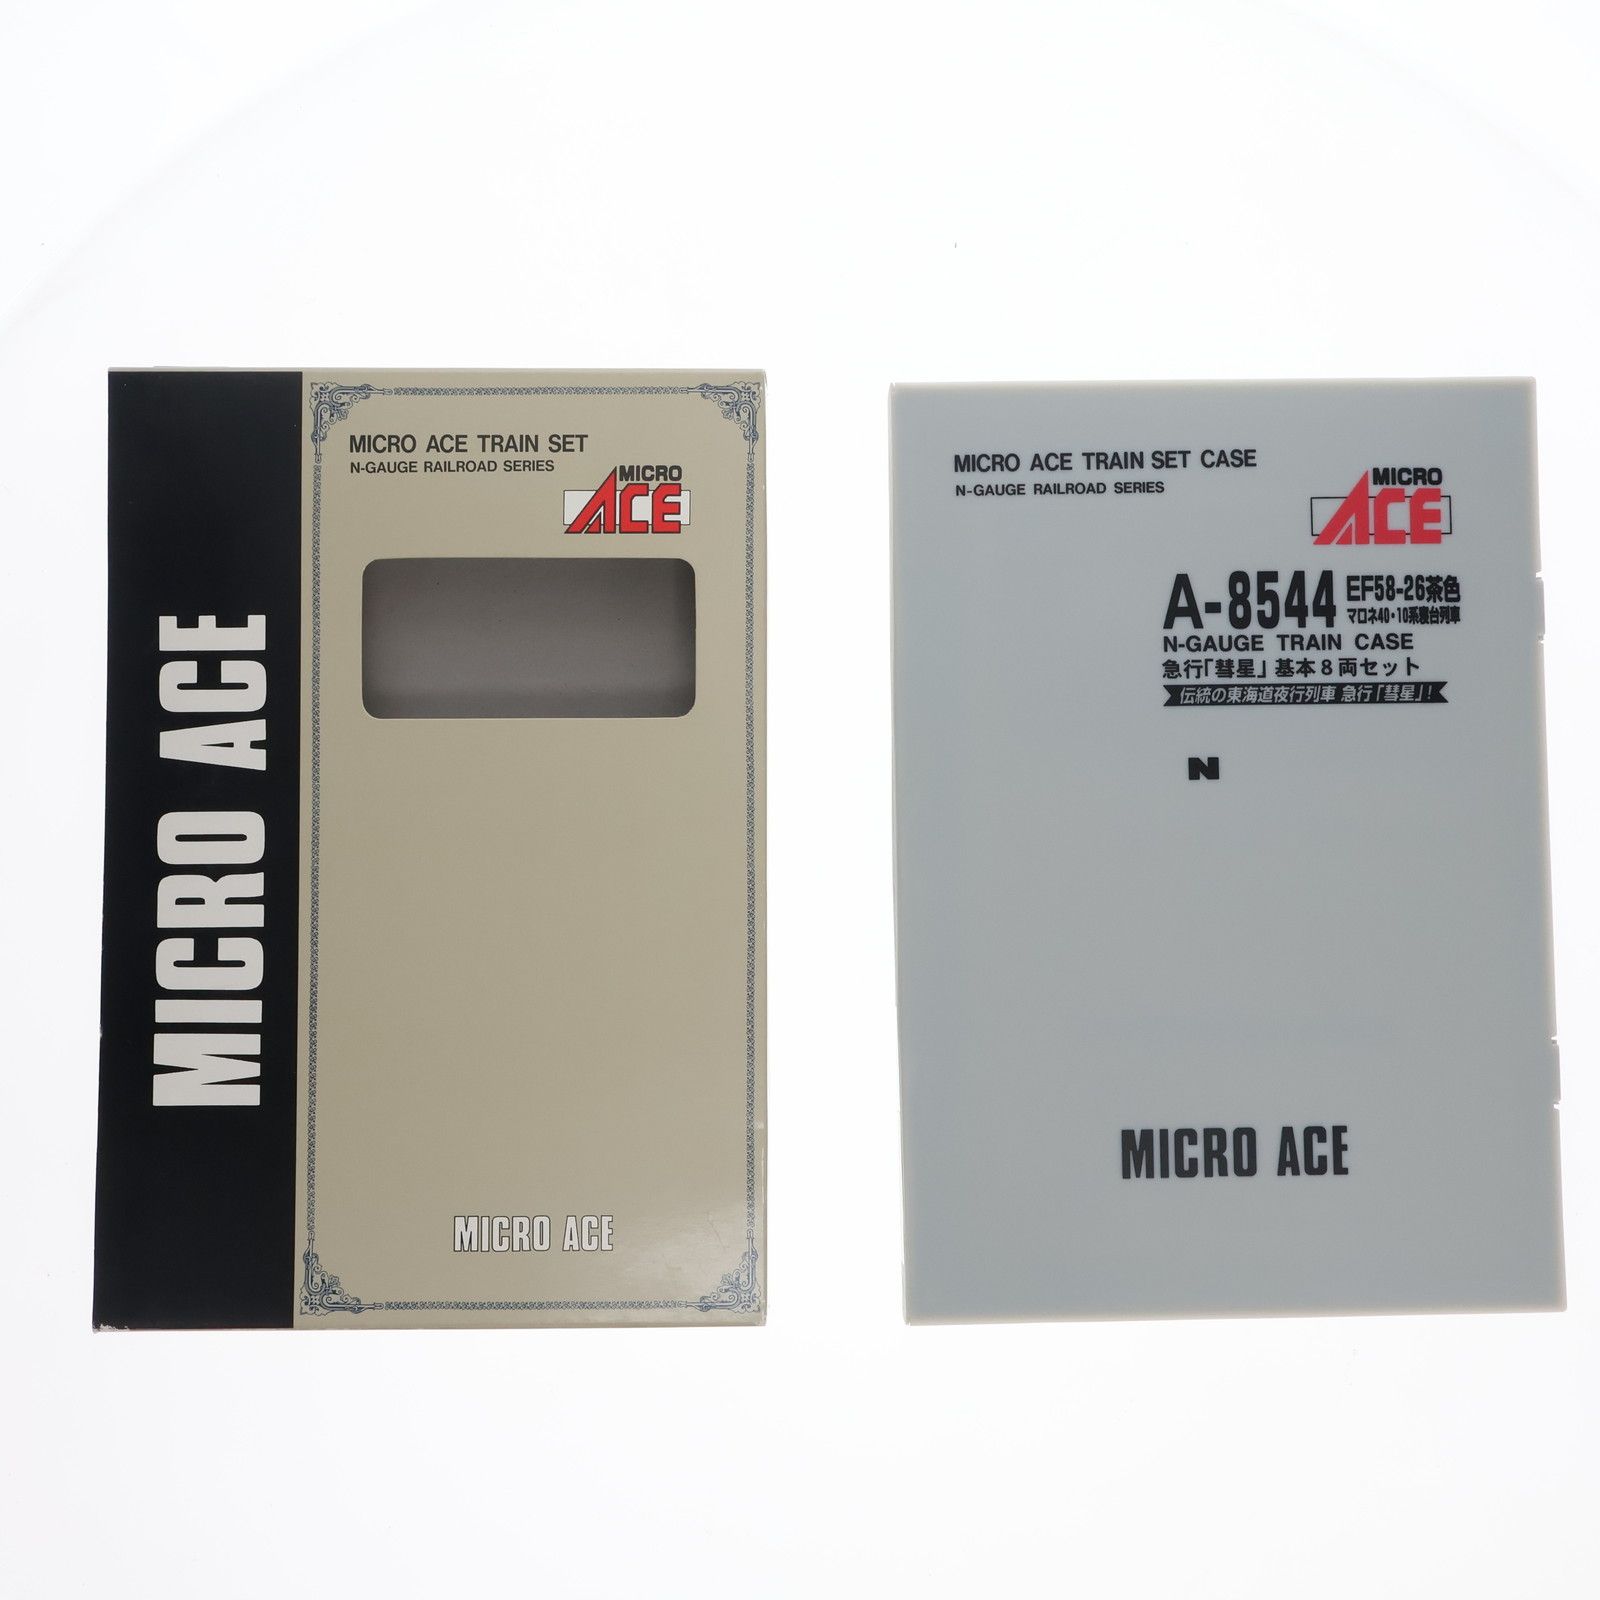 MICRO ACE
MICRO ACE TRAIN SET
N-GAUGE RAILROAD SERIES
MICRO
ACE
MICRO ACE
MICRO ACE TRAIN SET CASE
N-GAUGE RAILROAD SERIES
MICRO
ACE
A-8544 EF58-26茶色
マロネ40・10系寝台列車
N-GAUGE TRAIN CASE
急行「彗星」基本8両セット
伝統の東海道夜行列車 急行「彗星」!
N
MICRO ACE